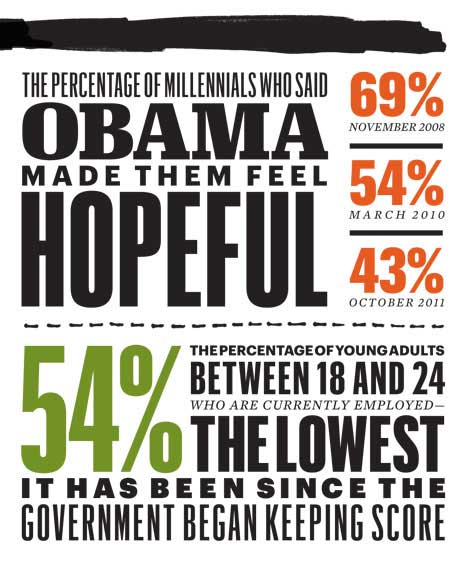 THE PERCENTAGE OF MILLENNIALS WHO SAID
OBAMA
MADE THEM FEEL
HOPEFUL
69%
NOVEMBER 2008
54%
MARCH 2010
43%
OCTOBER 2011
54%
THE PERCENTAGE OF YOUNG ADULTS
BETWEEN 18 AND 24
WHO ARE CURRENTLY EMPLOYED—
THE LOWEST
IT HAS BEEN SINCE THE
GOVERNMENT BEGAN KEEPING SCORE